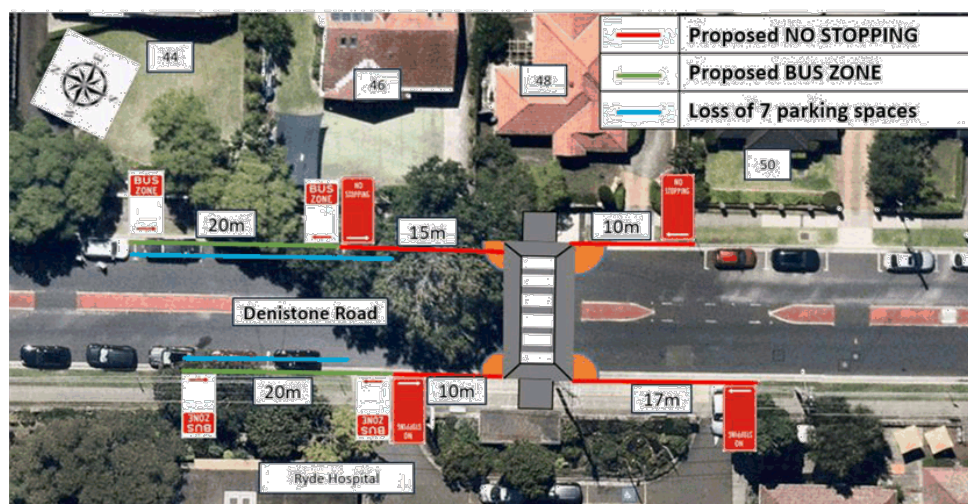 Proposed NO STOPPING
Proposed BUS ZONE
Loss of 7 parking spaces
44
46
48
50
BUS
ZONE
BUS
ZONE
NO
STOPPING
NO
STOPPING
20m
15m
10m
Denistone Road
20m
10m
17m
BUS
ZONE
BUS
ZONE
NO
STOPPING
NO
STOPPING
Ryde Hospital